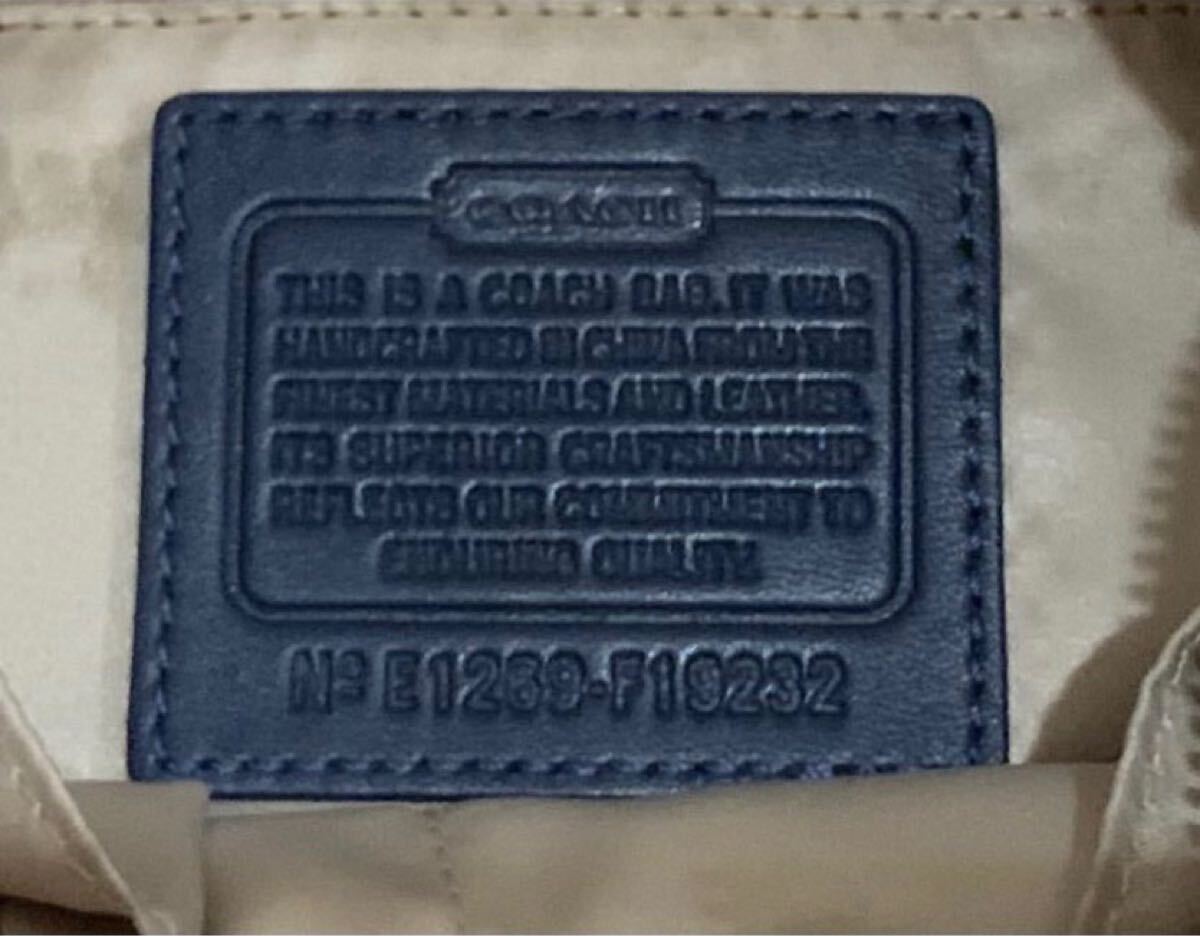 COACH
THIS IS A COACH BAG. IT WAS
HANDCRAFTED IN CHINA FROM THE
FINEST MATERIALS AND LEATHER.
ITS SUPERIOR CRAFTSMANSHIP
REFLECTS OUR COMMITMENT TO
ENDURING QUALITY.
Nº E1269-F19232